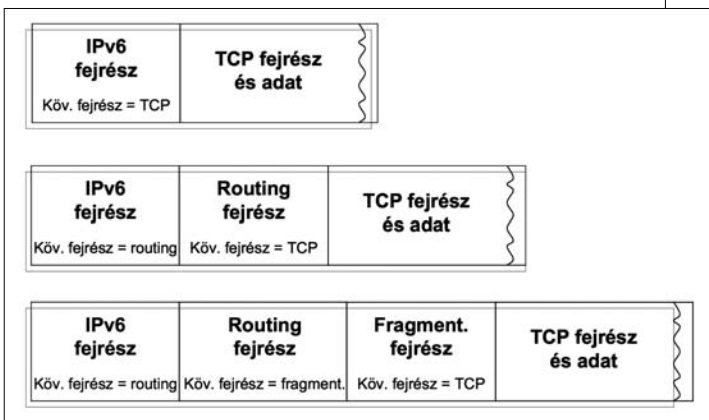 IPv6
fejrész
Köv. fejrész = TCP
TCP fejrész
és adat
IPv6
fejrész
Köv. fejrész = routing
Routing
fejrész
Köv. fejrész = TCP
TCP fejrész
és adat
IPv6
fejrész
Köv. fejrész = routing
Routing
fejrész
Köv. fejrész = fragment.
Fragment.
fejrész
Köv. fejrész = TCP
TCP fejrész
és adat